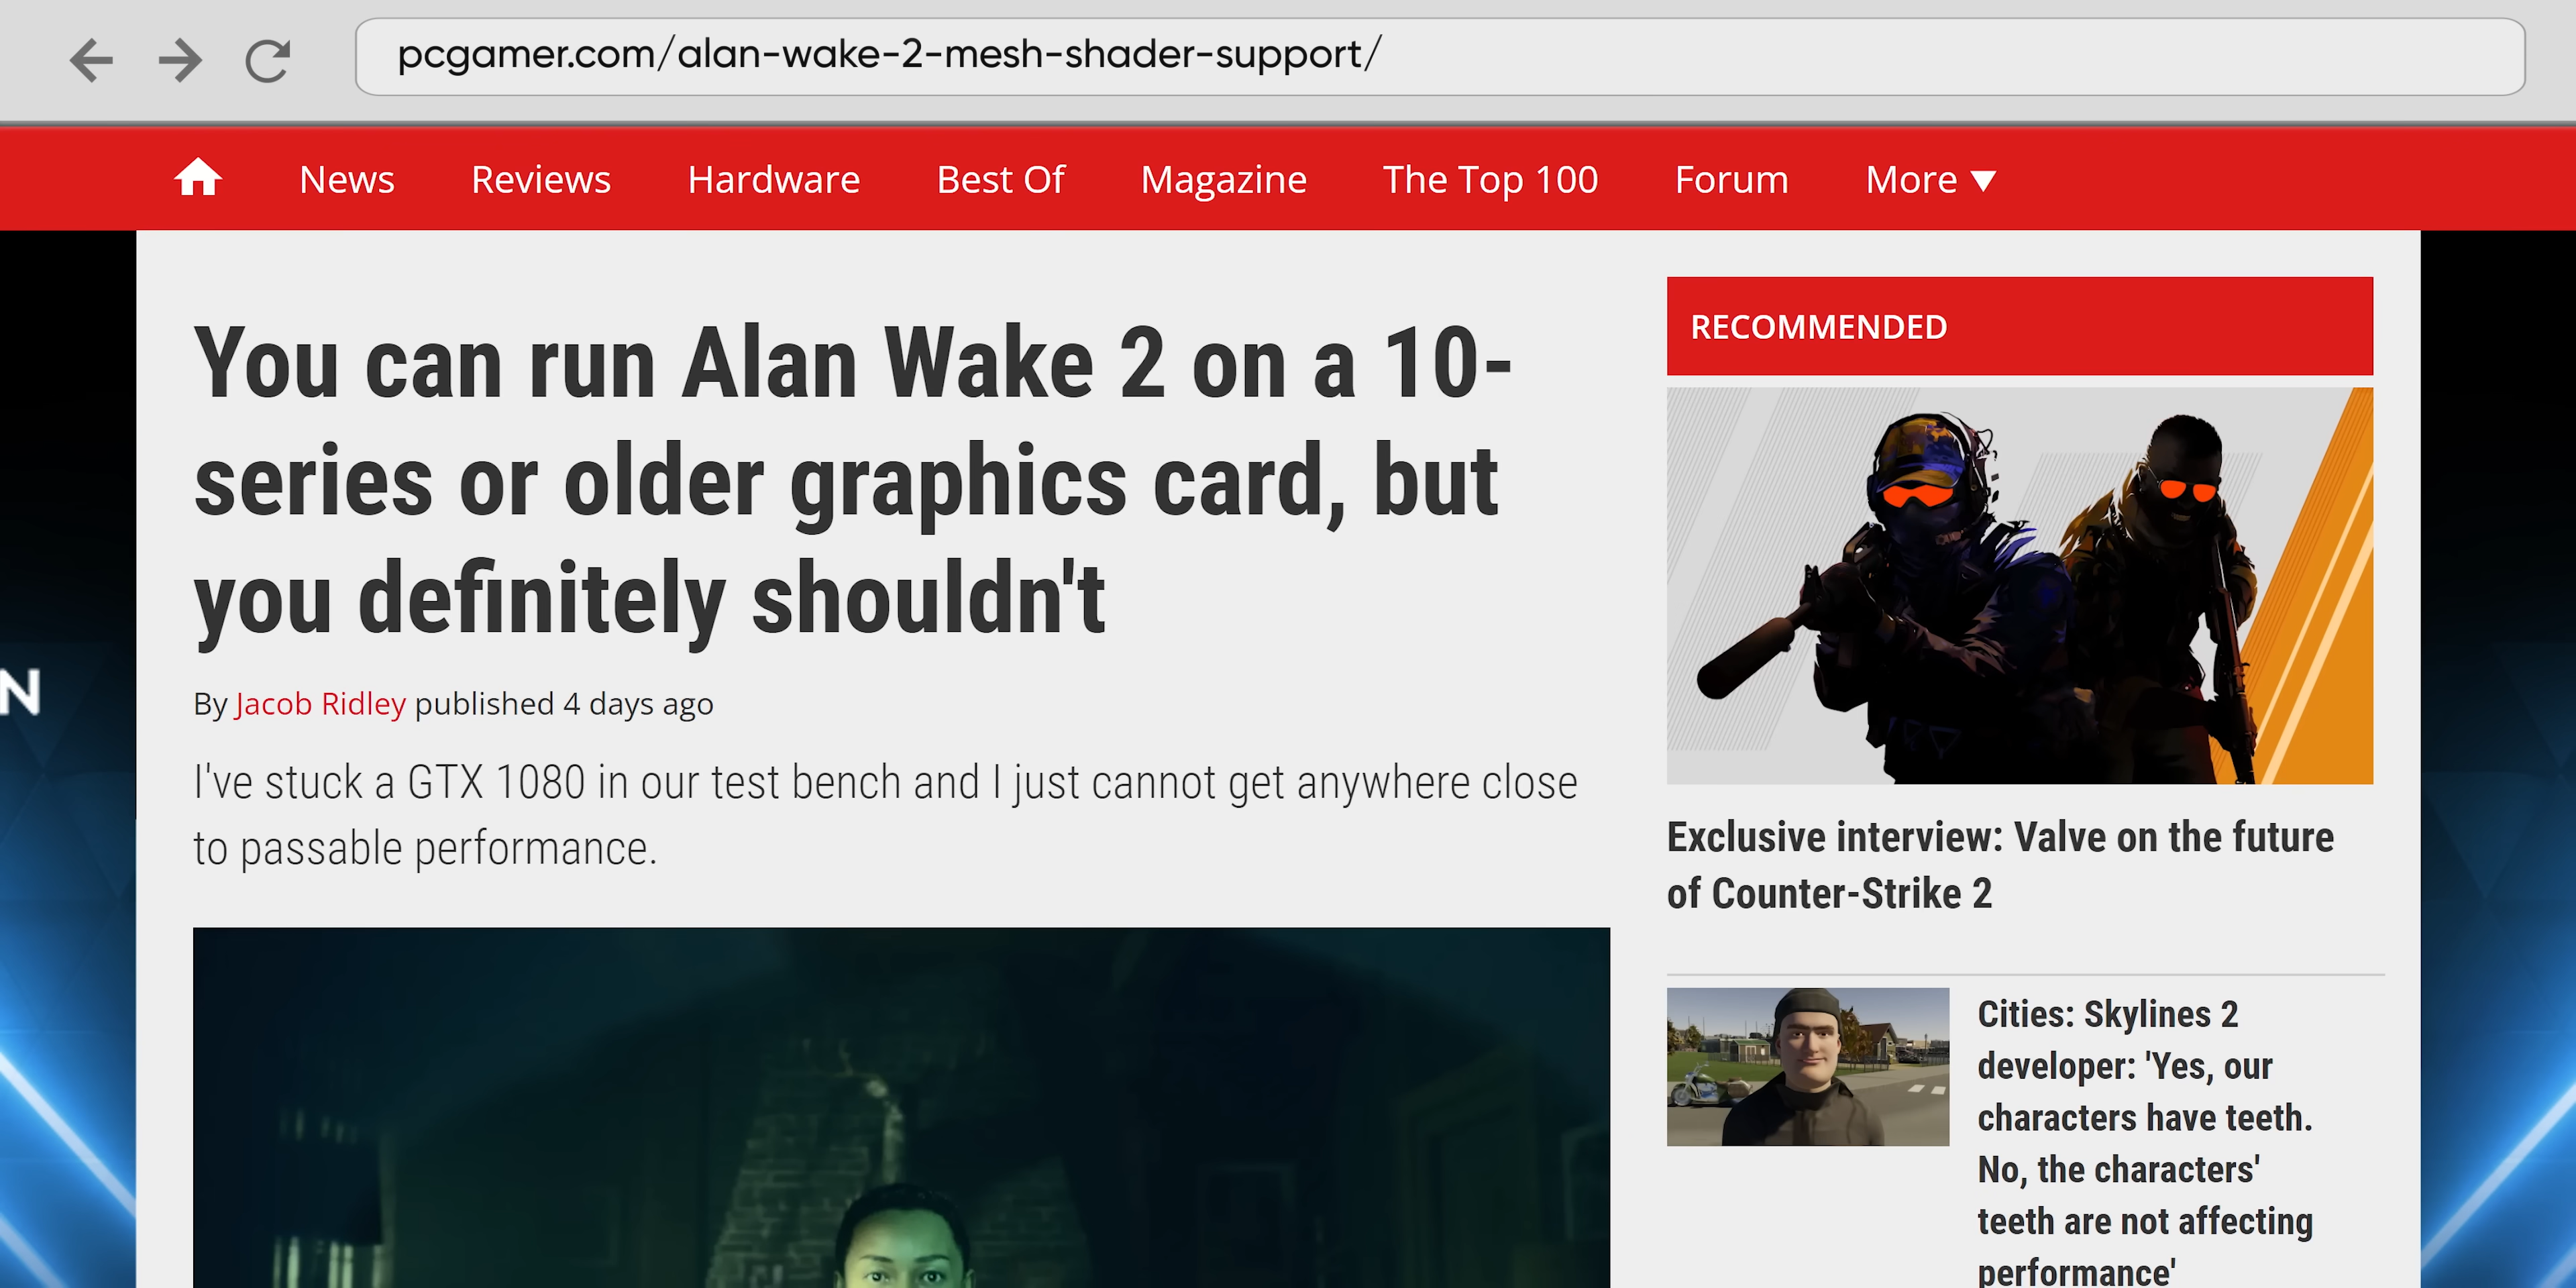 pcgamer.com/alan-wake-2-mesh-shader-support/
News Reviews Hardware Best Of Magazine The Top 100 Forum More
You can run Alan Wake 2 on a 10-
series or older graphics card, but
you definitely shouldn't
By Jacob Ridley published 4 days ago
I've stuck a GTX 1080 in our test bench and I just cannot get anywhere close
to passable performance.
N
RECOMMENDED
Exclusive interview: Valve on the future
of Counter-Strike 2
Cities: Skylines 2
developer: 'Yes, our
characters have teeth.
No, the characters'
teeth are not affecting
performance'